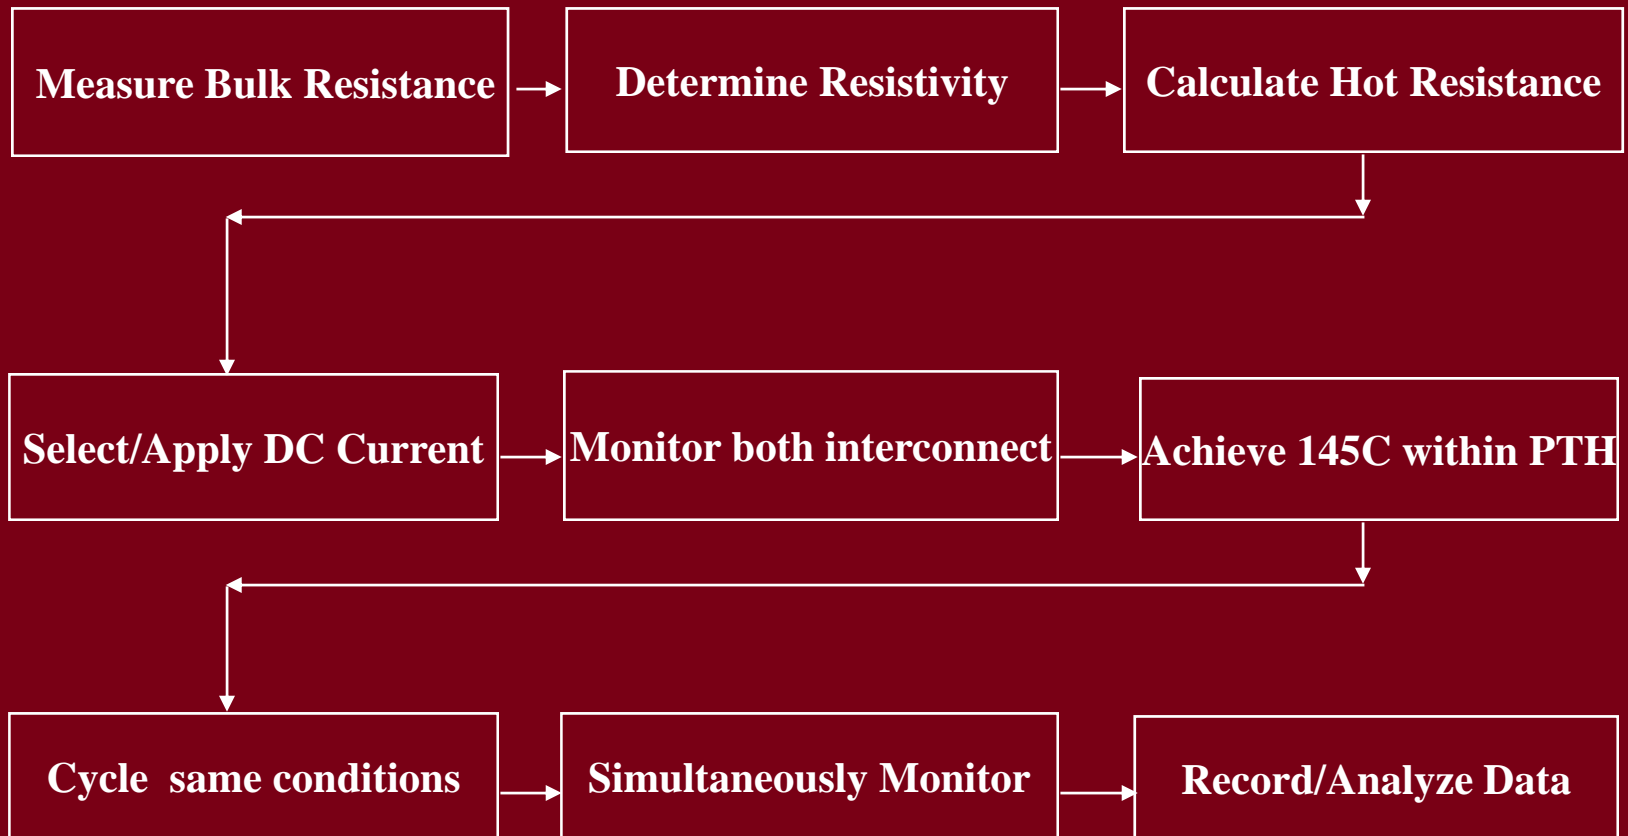 Measure Bulk Resistance
Determine Resistivity
Calculate Hot Resistance
Select/Apply DC Current
Monitor both interconnect
Achieve 145C within PTH
Cycle  same conditions
Simultaneously Monitor
Record/Analyze Data